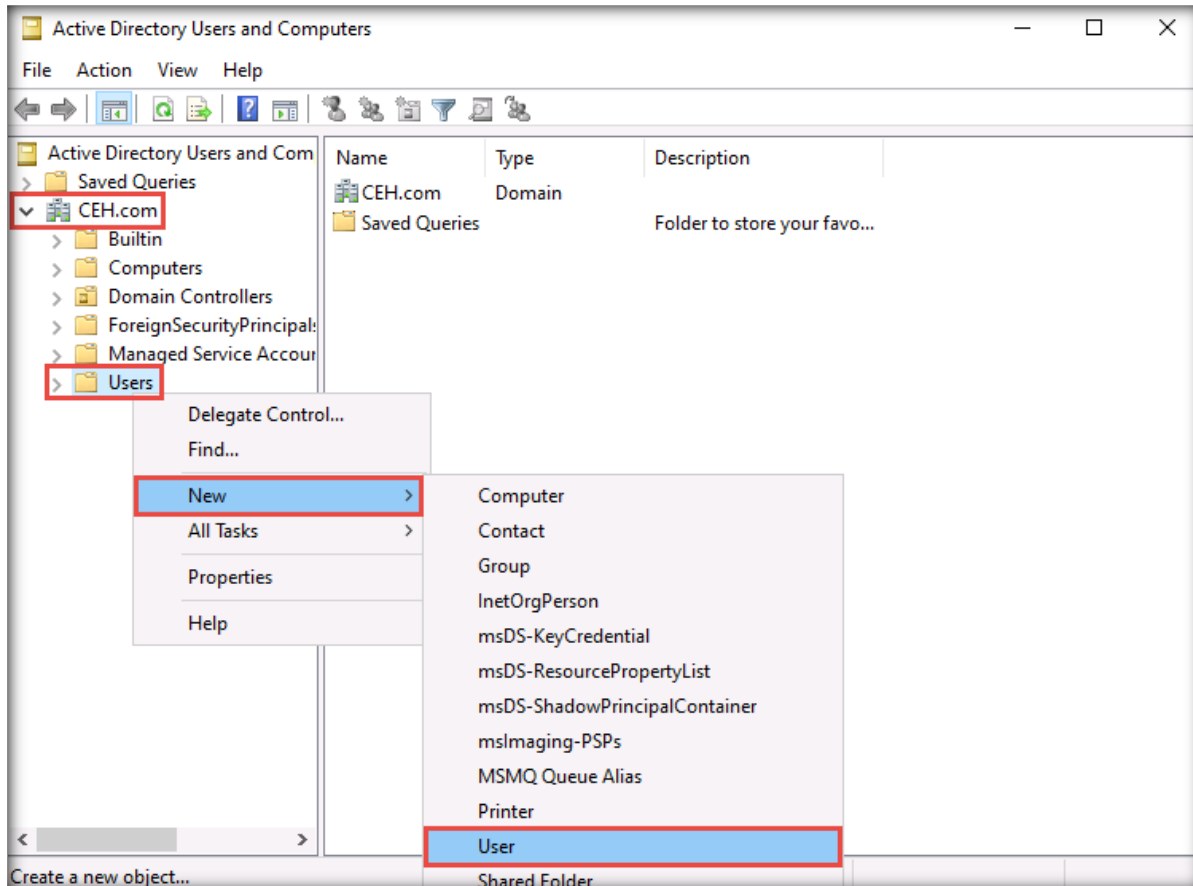 Active Directory Users and Computers
File Action View Help
Active Directory Users and Com
Saved Queries
CEH.com
Builtin
Computers
Domain Controllers
ForeignSecurityPrincipals
Managed Service Accour
Users
Name Type Description
CEH.com Domain
Saved Queries Folder to store your favo...
Delegate Control...
Find...
New
All Tasks
Properties
Help
Computer
Contact
Group
InetOrgPerson
msDS-KeyCredential
msDS-ResourcePropertyList
msDS-ShadowPrincipalContainer
msImaging-PSPs
MSMQ Queue Alias
Printer
User
Shared Folder
Create a new object...